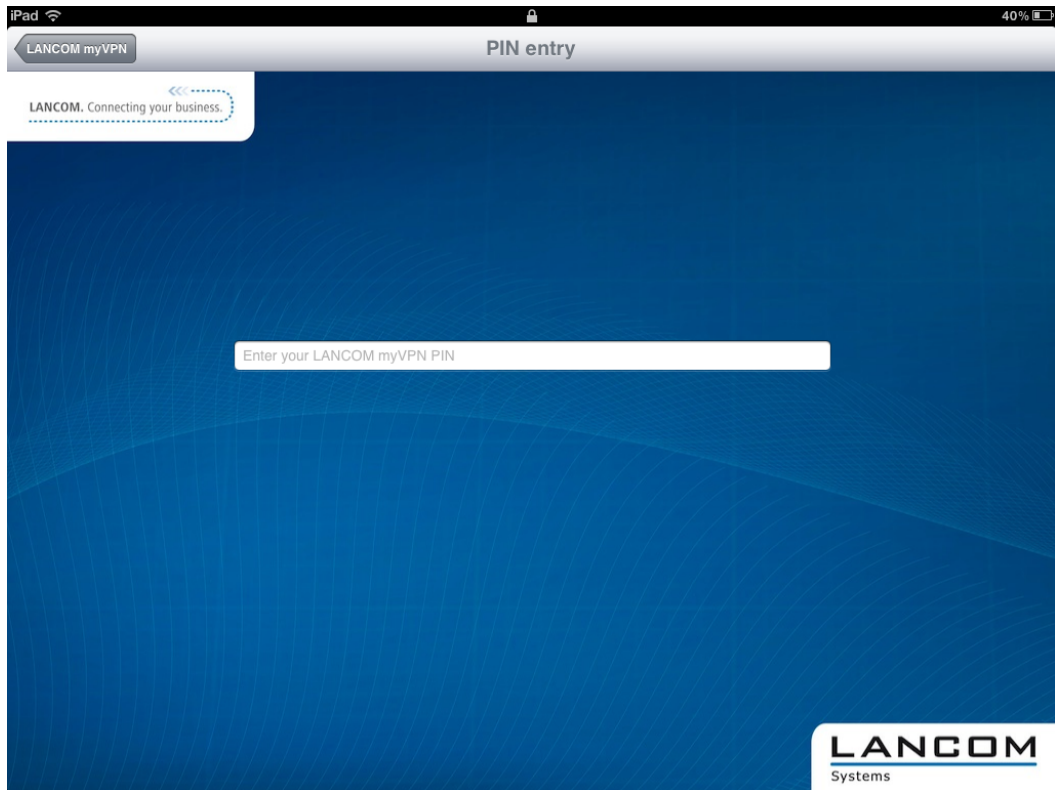 iPad 40%
LANCOM myVPN PIN entry
LANCOM. Connecting your business.
Enter your LANCOM myVPN PIN
LANCOM
Systems